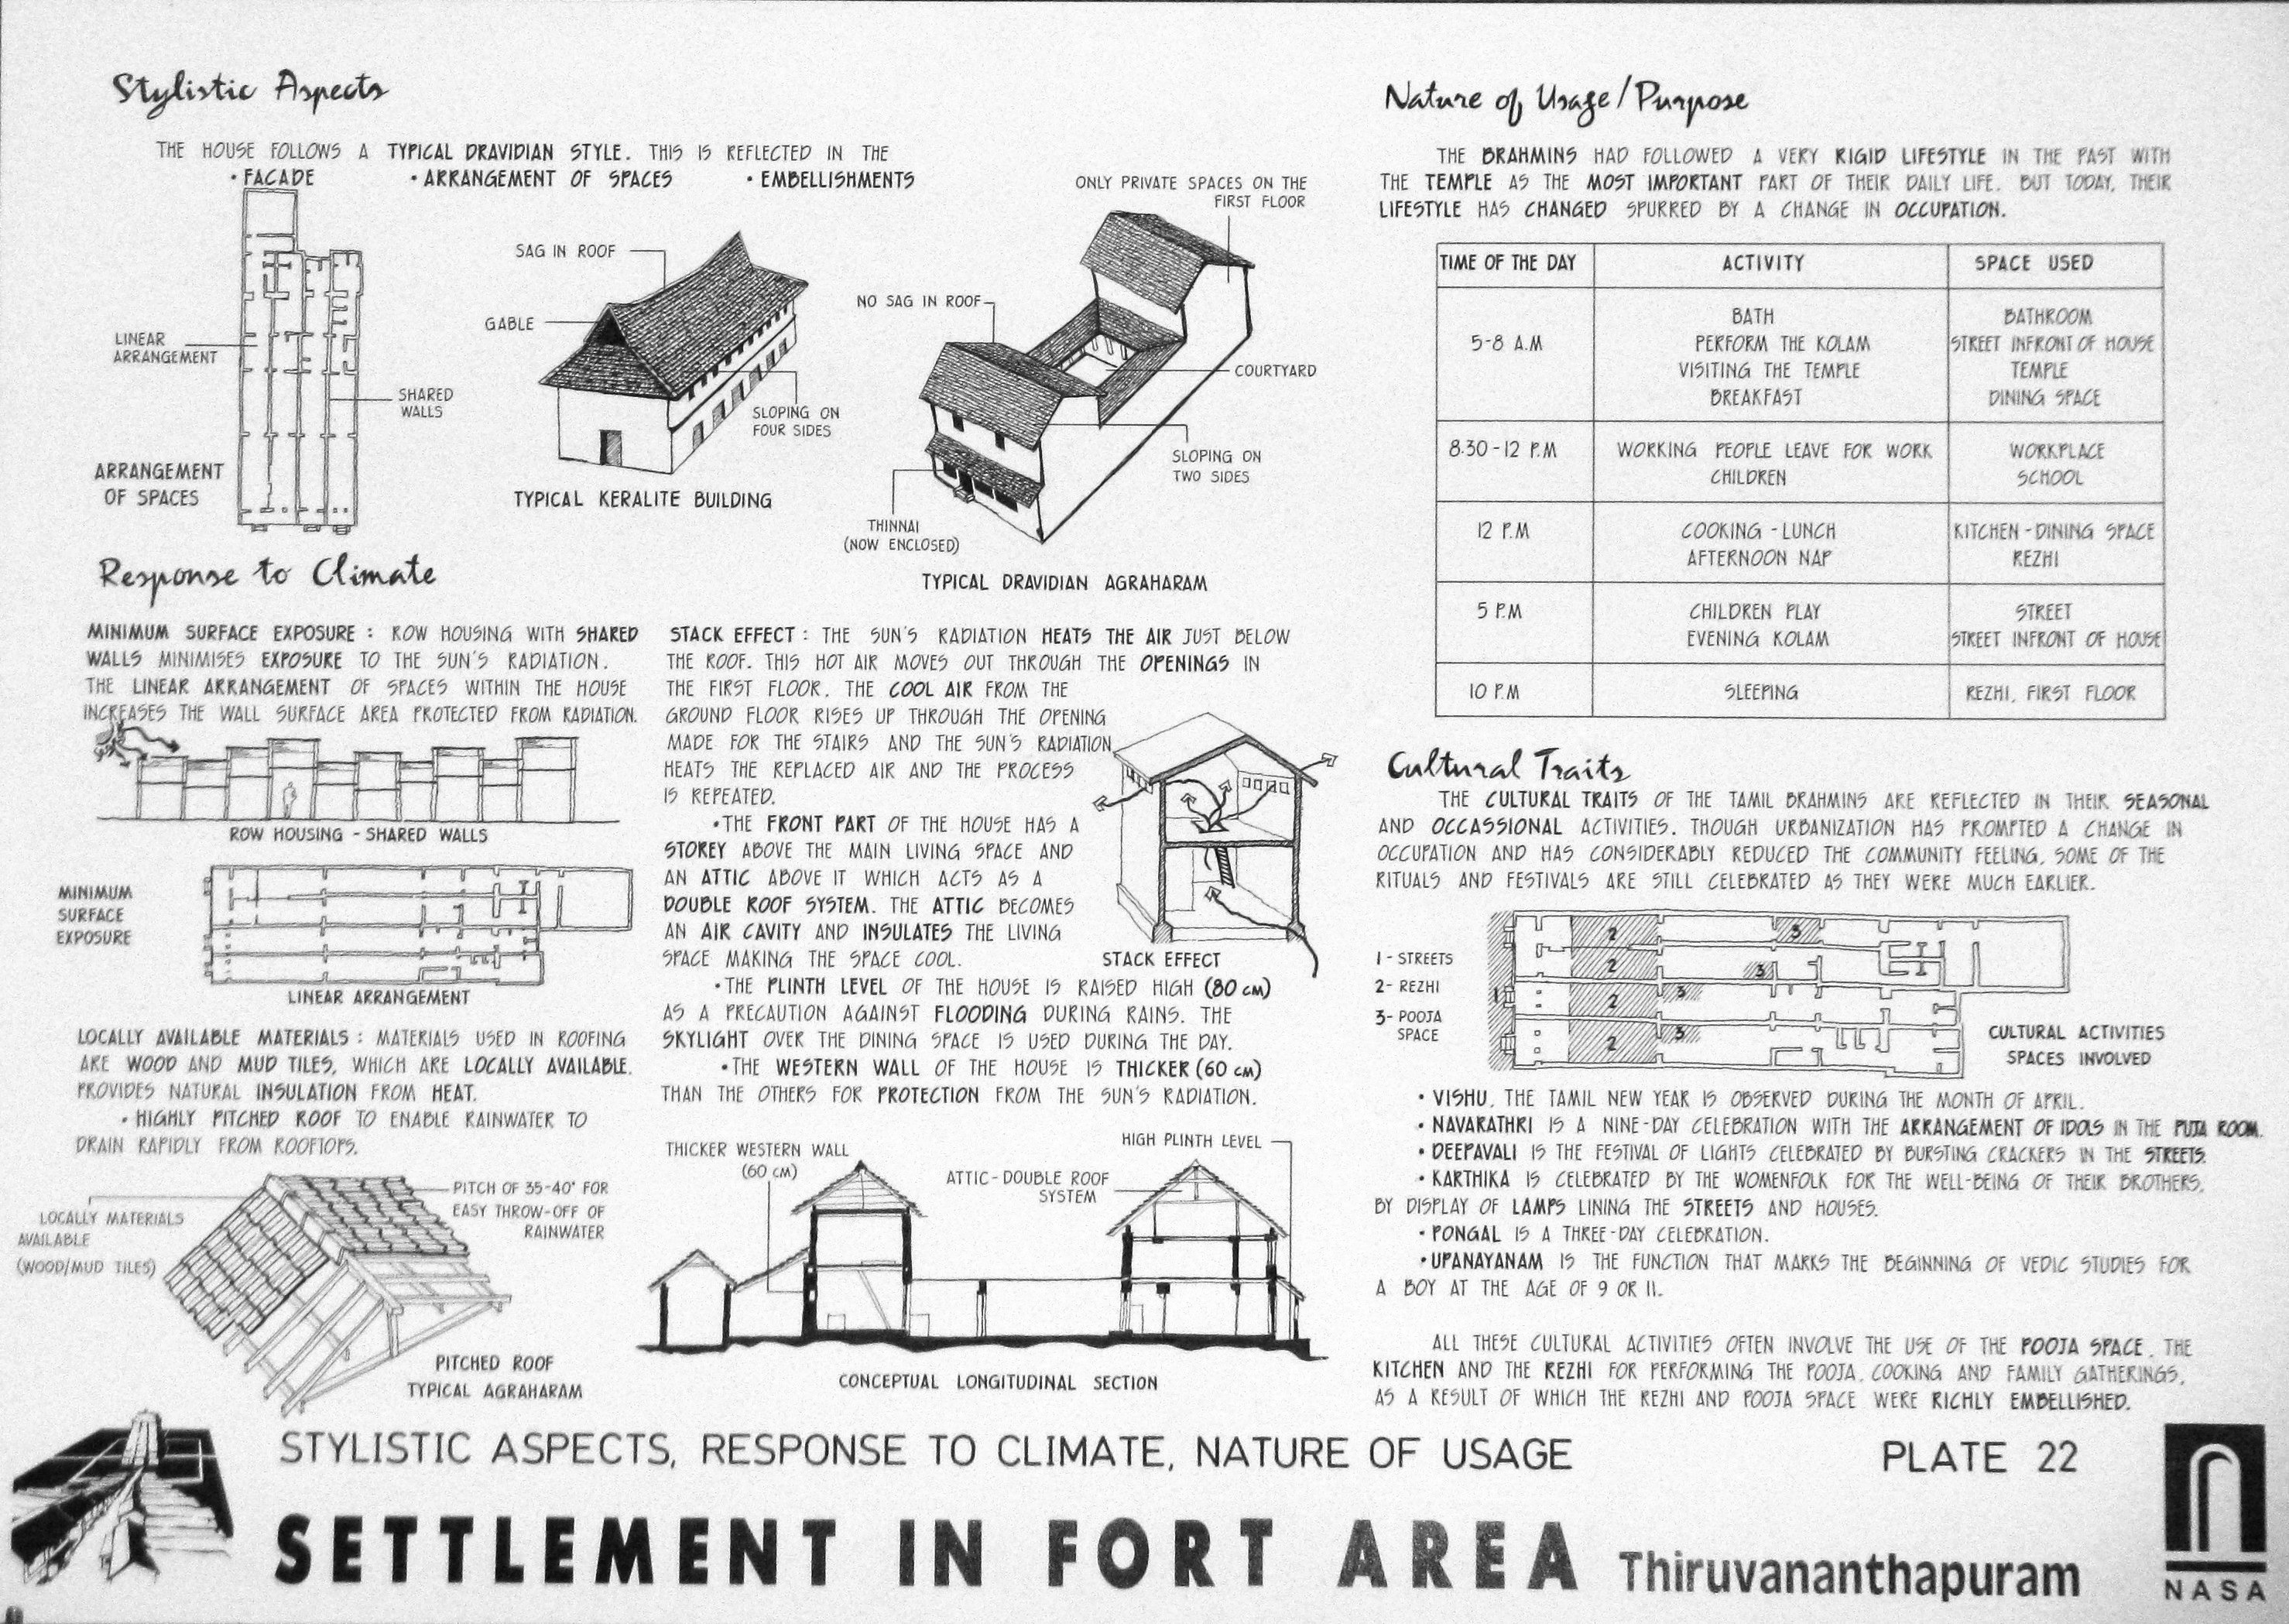 Stylistic Aspects
THE HOUSE FOLLOWS A TYPICAL DRAVIDIAN STYLE. THIS IS REFLECTED IN THE
• FACADE • ARRANGEMENT OF SPACES • EMBELLISHMENTS
LINEAR
ARRANGEMENT
SHARED
WALLS
ARRANGEMENT
OF SPACES
SAG IN ROOF
GABLE
SLOPING ON
FOUR SIDES
TYPICAL KERALITE BUILDING
ONLY PRIVATE SPACES ON THE
FIRST FLOOR
NO SAG IN ROOF
COURTYARD
SLOPING ON
TWO SIDES
THINNAI
(NOW ENCLOSED)
TYPICAL DRAVIDIAN AGRAHARAM
Response to Climate
MINIMUM SURFACE EXPOSURE : ROW HOUSING WITH SHARED
WALLS MINIMISES EXPOSURE TO THE SUN'S RADIATION.
THE LINEAR ARRANGEMENT OF SPACES WITHIN THE HOUSE
INCREASES THE WALL SURFACE AREA PROTECTED FROM RADIATION.
ROW HOUSING - SHARED WALLS
MINIMUM
SURFACE
EXPOSURE
LINEAR ARRANGEMENT
LOCALLY AVAILABLE MATERIALS : MATERIALS USED IN ROOFING
ARE WOOD AND MUD TILES, WHICH ARE LOCALLY AVAILABLE.
PROVIDES NATURAL INSULATION FROM HEAT.
• HIGHLY PITCHED ROOF TO ENABLE RAINWATER TO
DRAIN RAPIDLY FROM ROOFTOPS.
PITCH OF 35-40° FOR
EASY THROW-OFF OF
RAINWATER
LOCALLY MATERIALS
AVAILABLE
(WOOD/MUD TILES)
PITCHED ROOF
TYPICAL AGRAHARAM
STACK EFFECT : THE SUN'S RADIATION HEATS THE AIR JUST BELOW
THE ROOF. THIS HOT AIR MOVES OUT THROUGH THE OPENINGS IN
THE FIRST FLOOR. THE COOL AIR FROM THE
GROUND FLOOR RISES UP THROUGH THE OPENING
MADE FOR THE STAIRS AND THE SUN'S RADIATION
HEATS THE REPLACED AIR AND THE PROCESS
IS REPEATED.
• THE FRONT PART OF THE HOUSE HAS A
STOREY ABOVE THE MAIN LIVING SPACE AND
AN ATTIC ABOVE IT WHICH ACTS AS A
DOUBLE ROOF SYSTEM. THE ATTIC BECOMES
AN AIR CAVITY AND INSULATES THE LIVING
SPACE MAKING THE SPACE COOL.
STACK EFFECT
• THE PLINTH LEVEL OF THE HOUSE IS RAISED HIGH (80 CM)
AS A PRECAUTION AGAINST FLOODING DURING RAINS. THE
SKYLIGHT OVER THE DINING SPACE IS USED DURING THE DAY.
• THE WESTERN WALL OF THE HOUSE IS THICKER (60 CM)
THAN THE OTHERS FOR PROTECTION FROM THE SUN'S RADIATION.
THICKER WESTERN WALL
(60 CM)
HIGH PLINTH LEVEL
ATTIC-DOUBLE ROOF
SYSTEM
CONCEPTUAL LONGITUDINAL SECTION
Nature of Usage/Purpose
THE BRAHMINS HAD FOLLOWED A VERY RIGID LIFESTYLE IN THE PAST WITH
THE TEMPLE AS THE MOST IMPORTANT PART OF THEIR DAILY LIFE. BUT TODAY, THEIR
LIFESTYLE HAS CHANGED SPURRED BY A CHANGE IN OCCUPATION.
TIME OF THE DAY ACTIVITY SPACE USED
BATH BATHROOM
5-8 A.M PERFORM THE KOLAM STREET INFRONT OF HOUSE
VISITING THE TEMPLE TEMPLE
BREAKFAST DINING SPACE
8.30-12 P.M WORKING PEOPLE LEAVE FOR WORK WORKPLACE
CHILDREN SCHOOL
12 P.M COOKING - LUNCH KITCHEN - DINING SPACE
AFTERNOON NAP REZHI
5 P.M CHILDREN PLAY STREET
EVENING KOLAM STREET INFRONT OF HOUSE
10 P.M SLEEPING REZHI, FIRST FLOOR
Cultural Traits
THE CULTURAL TRAITS OF THE TAMIL BRAHMINS ARE REFLECTED IN THEIR SEASONAL
AND OCCASSIONAL ACTIVITIES. THOUGH URBANIZATION HAS PROMPTED A CHANGE IN
OCCUPATION AND HAS CONSIDERABLY REDUCED THE COMMUNITY FEELING, SOME OF THE
RITUALS AND FESTIVALS ARE STILL CELEBRATED AS THEY WERE MUCH EARLIER.
1 - STREETS
2 - REZHI
3 - POOJA
SPACE
2 3
2 3
1 2 3
2 3
CULTURAL ACTIVITIES
SPACES INVOLVED
• VISHU, THE TAMIL NEW YEAR IS OBSERVED DURING THE MONTH OF APRIL.
• NAVARATHRI IS A NINE-DAY CELEBRATION WITH THE ARRANGEMENT OF IDOLS IN THE PUJA ROOM.
• DEEPAVALI IS THE FESTIVAL OF LIGHTS CELEBRATED BY BURSTING CRACKERS IN THE STREETS.
• KARTHIKA IS CELEBRATED BY THE WOMENFOLK FOR THE WELL-BEING OF THEIR BROTHERS,
BY DISPLAY OF LAMPS LINING THE STREETS AND HOUSES.
• PONGAL IS A THREE-DAY CELEBRATION.
• UPANAYANAM IS THE FUNCTION THAT MARKS THE BEGINNING OF VEDIC STUDIES FOR
A BOY AT THE AGE OF 9 OR 11.
ALL THESE CULTURAL ACTIVITIES OFTEN INVOLVE THE USE OF THE POOJA SPACE, THE
KITCHEN AND THE REZHI FOR PERFORMING THE POOJA, COOKING AND FAMILY GATHERINGS,
AS A RESULT OF WHICH THE REZHI AND POOJA SPACE WERE RICHLY EMBELLISHED.
STYLISTIC ASPECTS, RESPONSE TO CLIMATE, NATURE OF USAGE PLATE 22
SETTLEMENT IN FORT AREA Thiruvananthapuram
NASA